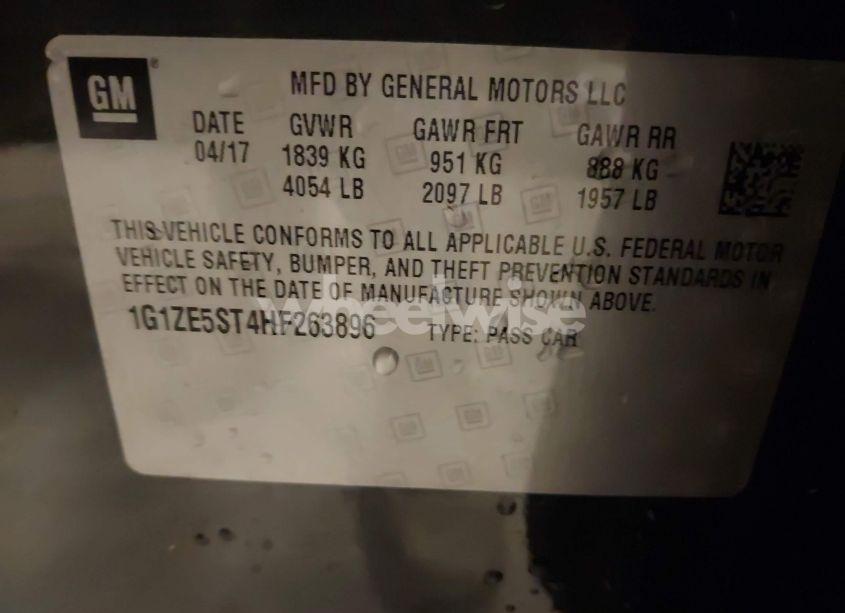 GM®
MFD BY GENERAL MOTORS LLC
DATE GVWR GAWR FRT GAWR RR
04/17 1839 KG 951 KG 888 KG
4054 LB 2097 LB 1957 LB
THIS VEHICLE CONFORMS TO ALL APPLICABLE U.S. FEDERAL MOTOR
VEHICLE SAFETY, BUMPER, AND THEFT PREVENTION STANDARDS IN
EFFECT ON THE DATE OF MANUFACTURE SHOWN ABOVE.
1G1ZE5ST4HF263896 TYPE: PASS CAR
wheelwise